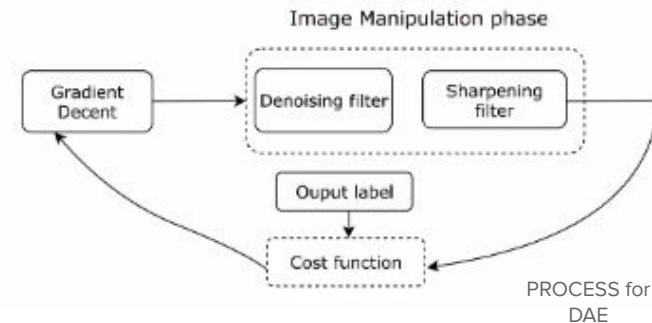 Image Manipulation phase
Gradient
Decent
Denoising filter
Sharpening
filter
Ouput label
Cost function
PROCESS for
DAE